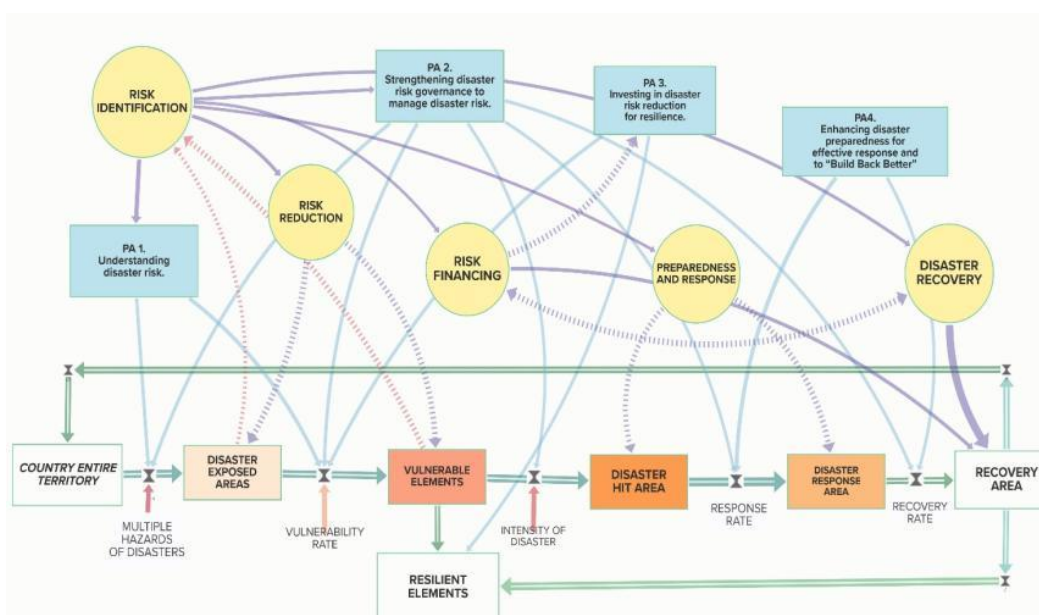 RISK
IDENTIFICATION
PA 2.
Strengthening disaster
risk governance to
manage disaster risk.
PA 3.
Investing in disaster
risk reduction
for resilience.
PA4.
Enhancing disaster
preparedness for
effective response and
to “Build Back Better”
RISK
REDUCTION
PA 1.
Understanding
disaster risk.
RISK
FINANCING
PREPAREDNESS
AND RESPONSE
DISASTER
RECOVERY
COUNTRY ENTIRE
TERRITORY
DISASTER
EXPOSED
AREAS
VULNERABLE
ELEMENTS
DISASTER
HIT AREA
DISASTER
RESPONSE
AREA
RECOVERY
AREA
MULTIPLE
HAZARDS
OF DISASTERS
VULNERABILITY
RATE
INTENSITY OF
DISASTER
RESPONSE
RATE
RECOVERY
RATE
RESILIENT
ELEMENTS